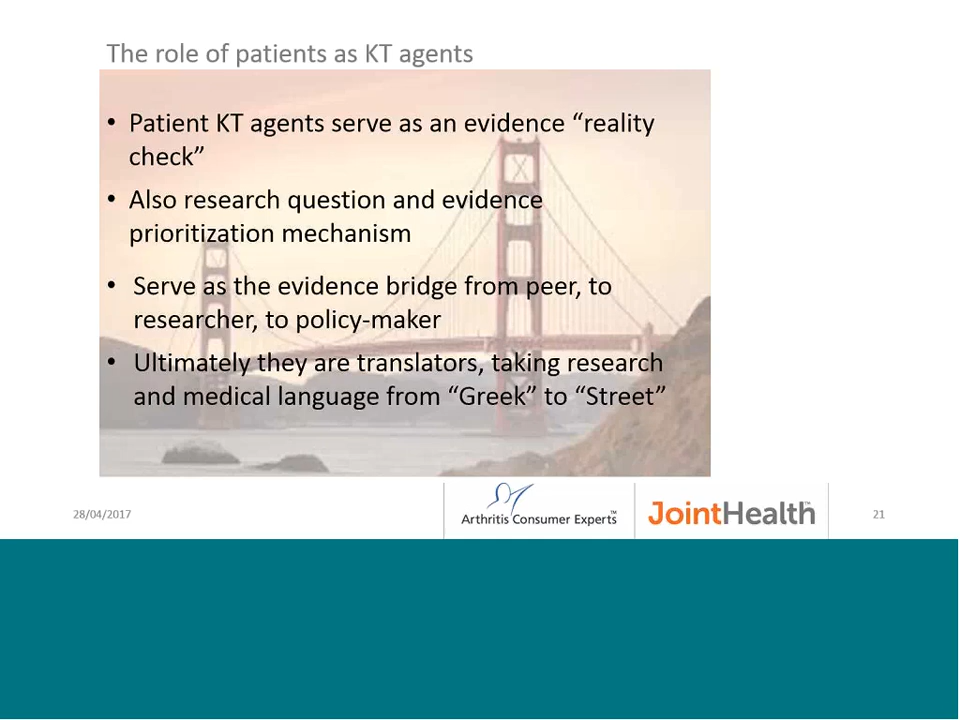 The role of patients as KT agents
• Patient KT agents serve as an evidence “reality
check”
• Also research question and evidence
prioritization mechanism
• Serve as the evidence bridge from peer, to
researcher, to policy-maker
• Ultimately they are translators, taking research
and medical language from “Greek” to “Street”
28/04/2017
Arthritis Consumer Experts™
JointHealth™
21